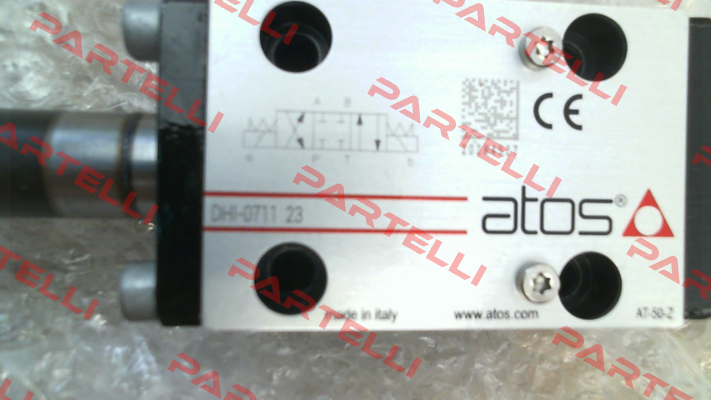 PARTELLI PARTELLI PARTELLI
A B
CE
a P T b
PARTELLI PARTELLI PARTELLI
DHI-0711 23
atos®
made in italy
www.atos.com
AT-50-Z
PARTELLI PARTELLI PARTELLI